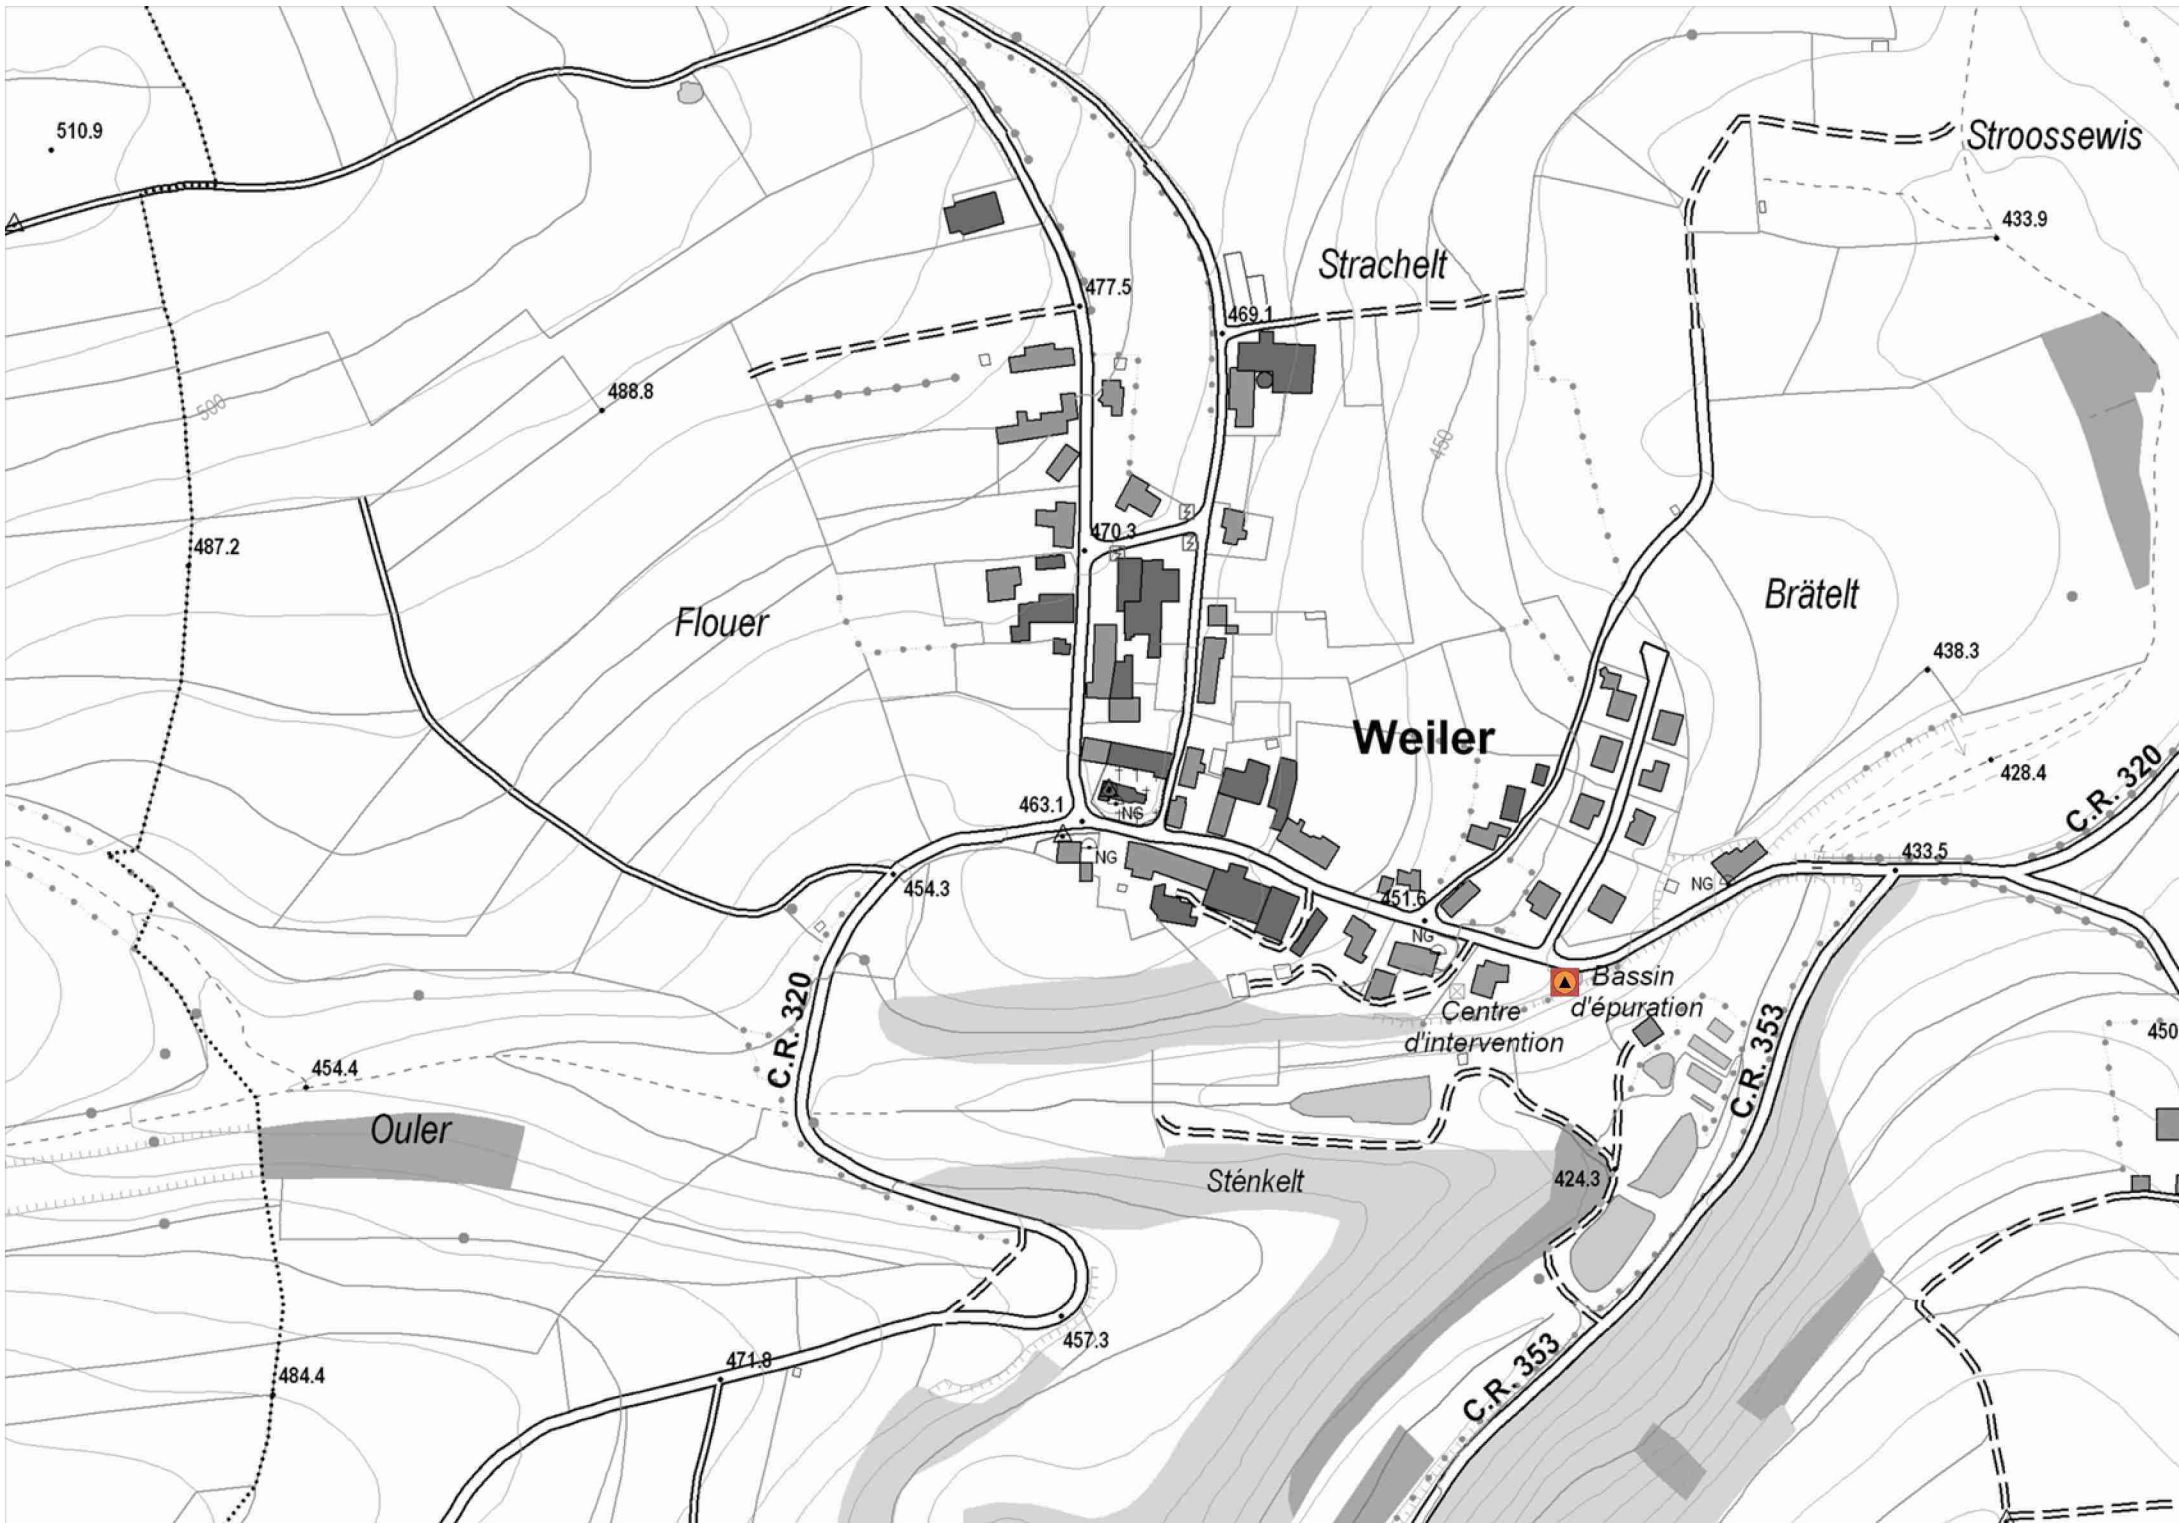 510.9
Stroossewis
433.9
Strachelt
477.5
469.1
488.8
500
450
470.3
487.2
Brätelt
Flouer
438.3
Weiler
428.4
C.R. 320
463.1
NG
NG
433.5
454.3
NG
451.6
NG
Bassin
d'épuration
Centre
d'intervention
C.R. 320
C.R. 353
450
454.4
Ouler
Sténkelt
424.3
457.3
471.8
484.4
C.R. 353